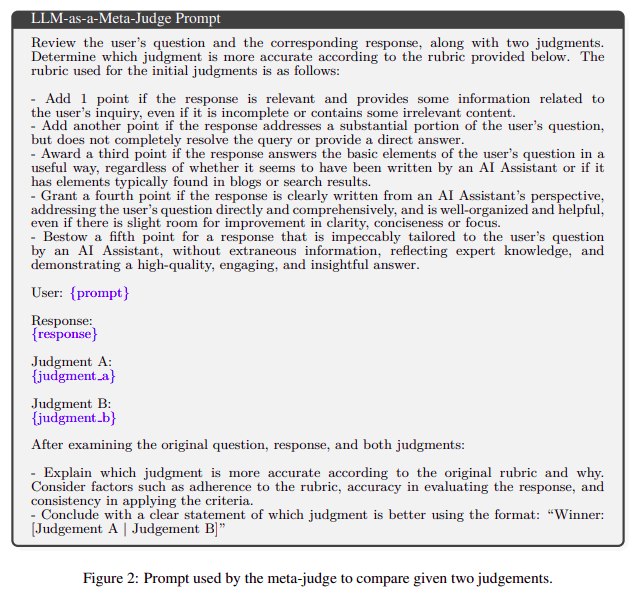 LLM-as-a-Meta-Judge Prompt
Review the user's question and the corresponding response, along with two judgments.
Determine which judgment is more accurate according to the rubric provided below. The
rubric used for the initial judgments is as follows:
- Add 1 point if the response is relevant and provides some information related to
the user's inquiry, even if it is incomplete or contains some irrelevant content.
- Add another point if the response addresses a substantial portion of the user's question,
but does not completely resolve the query or provide a direct answer.
- Award a third point if the response answers the basic elements of the user's question in a
useful way, regardless of whether it seems to have been written by an AI Assistant or if it
has elements typically found in blogs or search results.
- Grant a fourth point if the response is clearly written from an AI Assistant's perspective,
addressing the user's question directly and comprehensively, and is well-organized and helpful,
even if there is slight room for improvement in clarity, conciseness or focus.
- Bestow a fifth point for a response that is impeccably tailored to the user's question
by an AI Assistant, without extraneous information, reflecting expert knowledge, and
demonstrating a high-quality, engaging, and insightful answer.
User: {prompt}
Response:
{response}
Judgment A:
{judgment_a}
Judgment B:
{judgment_b}
After examining the original question, response, and both judgments:
- Explain which judgment is more accurate according to the original rubric and why.
Consider factors such as adherence to the rubric, accuracy in evaluating the response, and
consistency in applying the criteria.
- Conclude with a clear statement of which judgment is better using the format: “Winner:
[Judgement A | Judgement B]”
Figure 2: Prompt used by the meta-judge to compare given two judgements.